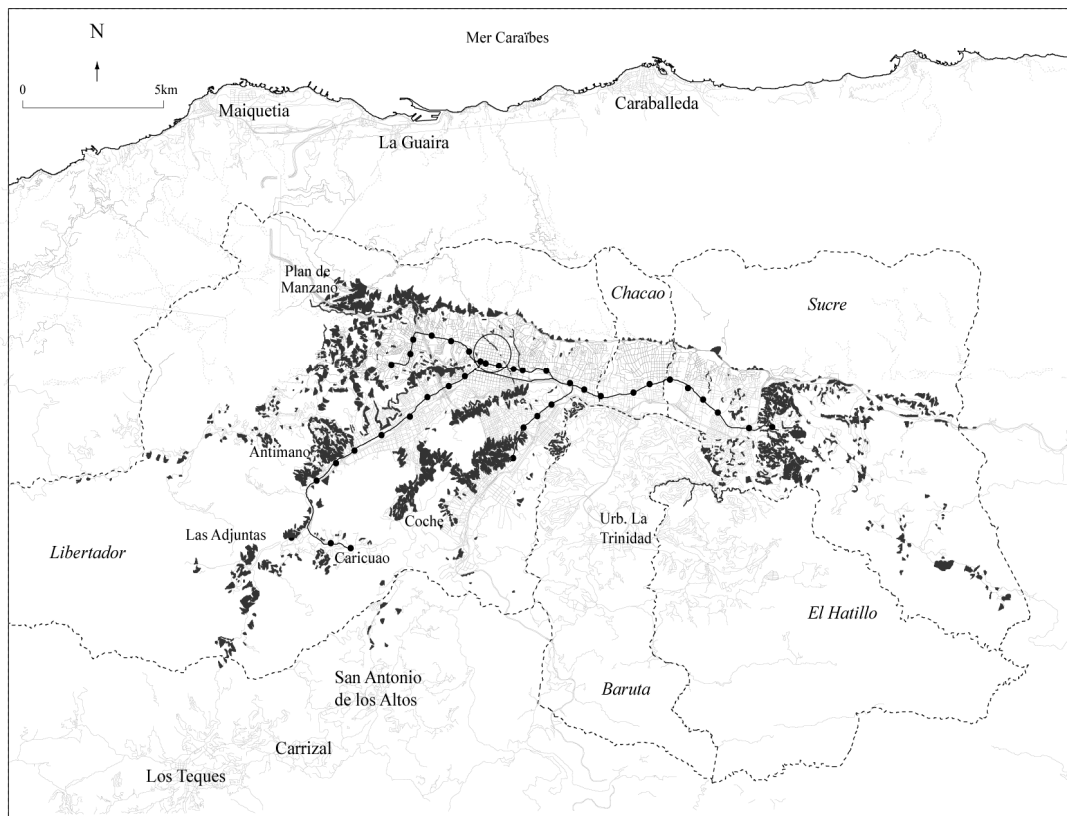 N
Mer Caraïbes
0
5km
Maiquetia
Caraballeda
La Guaira
Plan de
Manzano
Chacao
Sucre
Antimano
Coche
Urb. La
Trinidad
Las Adjuntas
Libertador
Caricuao
El Hatillo
San Antonio
de los Altos
Baruta
Carrizal
Los Teques